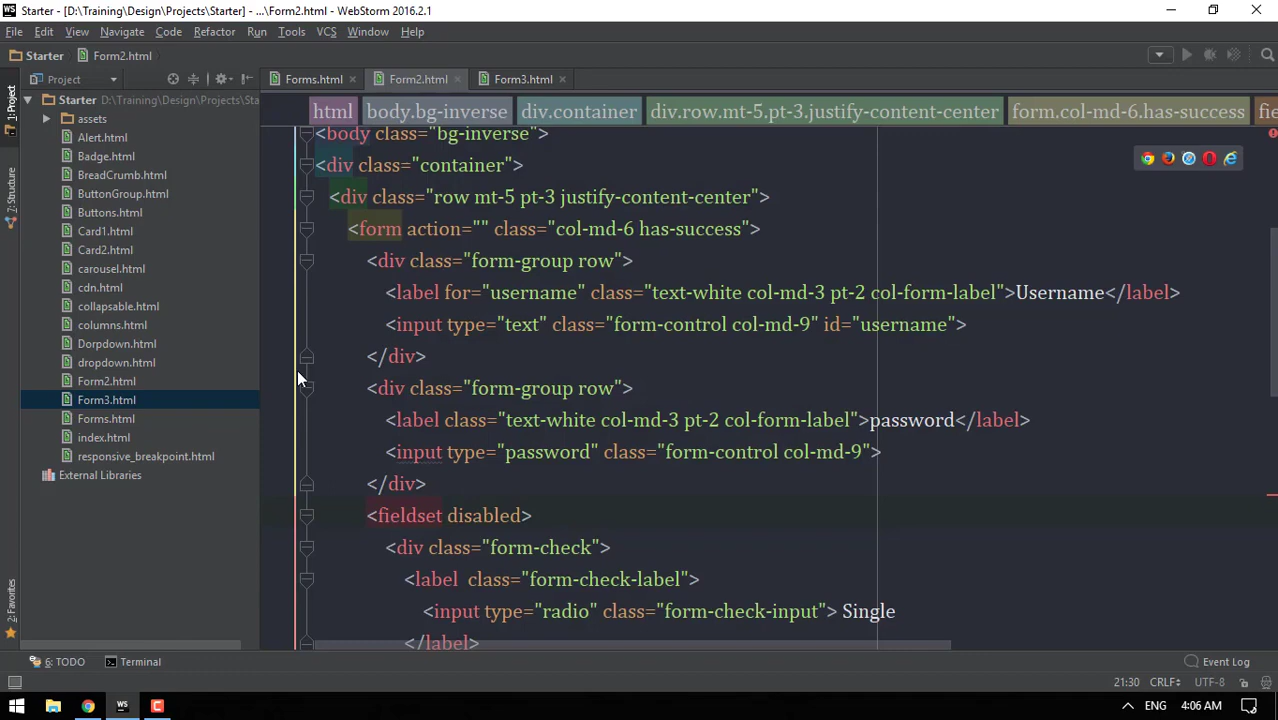 Starter - [D:\Training\Design\Projects\Starter] - ...\Form2.html - WebStorm 2016.2.1
File Edit View Navigate Code Refactor Run Tools VCS Window Help
Starter Form2.html
Project Forms.html Form2.html Form3.html
1: Project
7: Structure
2: Favorites
Starter D:\Training\Design\Projects\Sta
assets
Alert.html
Badge.html
BreadCrumb.html
ButtonGroup.html
Buttons.html
Card1.html
Card2.html
carousel.html
cdn.html
collapsable.html
columns.html
Dorpdown.html
dropdown.html
Form2.html
Form3.html
Forms.html
index.html
responsive_breakpoint.html
External Libraries
html body.bg-inverse div.container div.row.mt-5.pt-3.justify-content-center form.col-md-6.has-success fie
<body class="bg-inverse">
<div class="container">
<div class="row mt-5 pt-3 justify-content-center">
<form action="" class="col-md-6 has-success">
<div class="form-group row">
<label for="username" class="text-white col-md-3 pt-2 col-form-label">Username</label>
<input type="text" class="form-control col-md-9" id="username">
</div>
<div class="form-group row">
<label class="text-white col-md-3 pt-2 col-form-label">password</label>
<input type="password" class="form-control col-md-9">
</div>
<fieldset disabled>
<div class="form-check">
<label class="form-check-label">
<input type="radio" class="form-check-input"> Single
</label>
6: TODO Terminal Event Log
21:30 CRLF UTF-8
ENG 4:06 AM